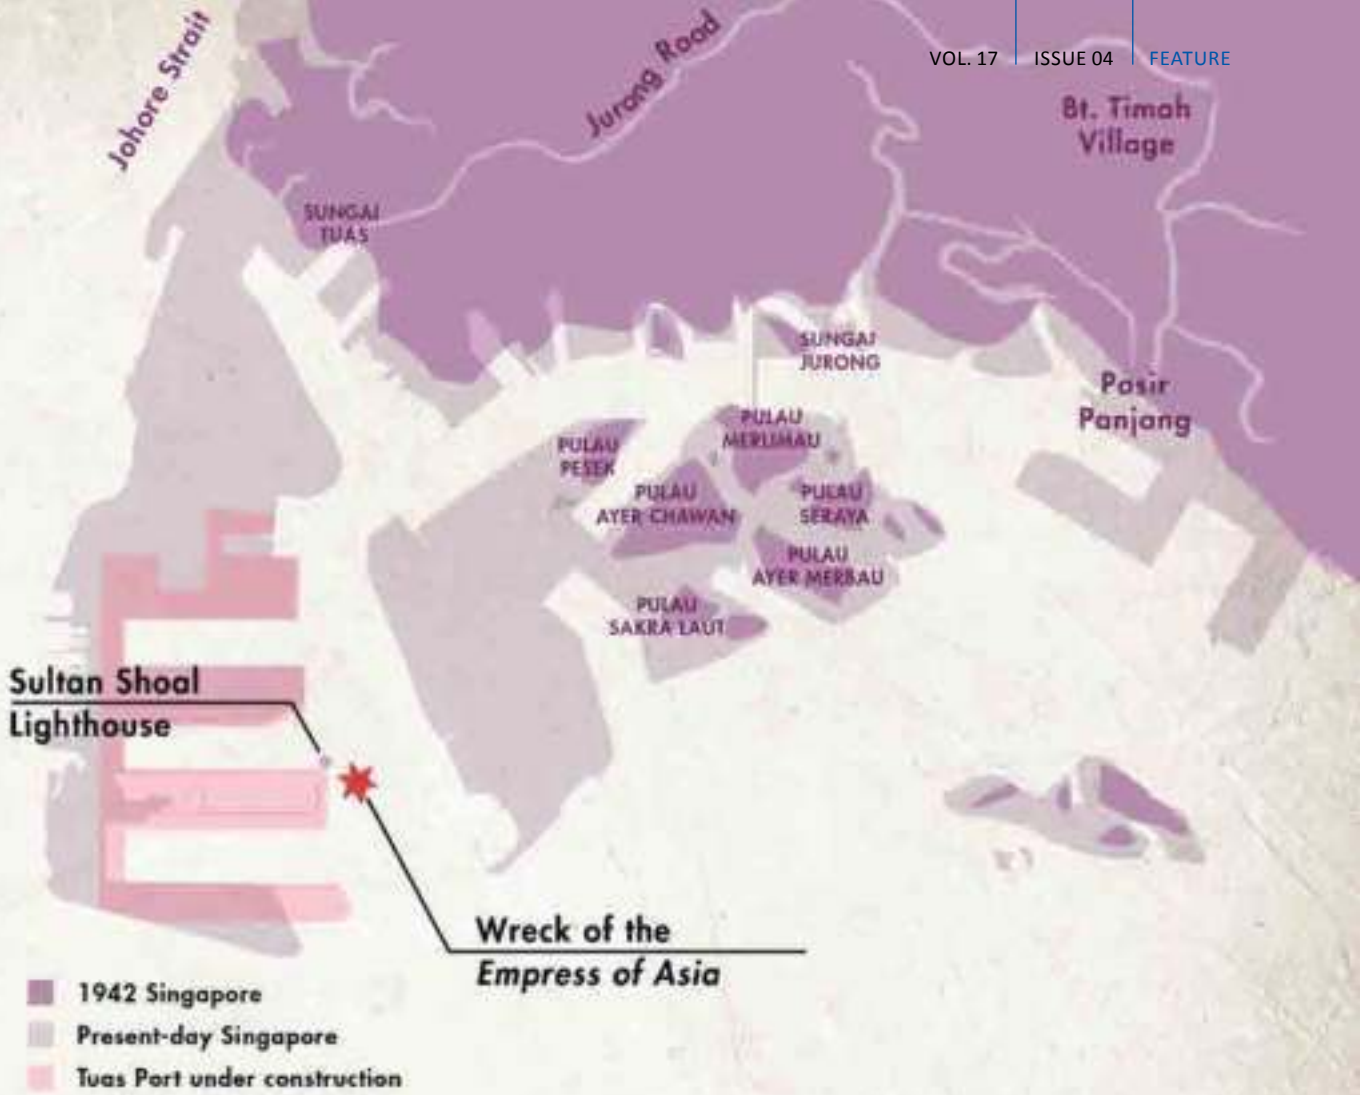 VOL. 17 ISSUE 04 FEATURE
Johore Strait
Jurong Road
Bt. Timah
Village
SUNGAI
TUAS
SUNGAI
JURONG
Pasir
Panjang
PULAU
MERLIMAU
PULAU
PESEK
PULAU
AYER CHAWAN
PULAU
SERAYA
PULAU
AYER MERBAU
PULAU
SAKRA LAUT
Sultan Shoal
Lighthouse
Wreck of the
Empress of Asia
1942 Singapore
Present-day Singapore
Tuas Port under construction